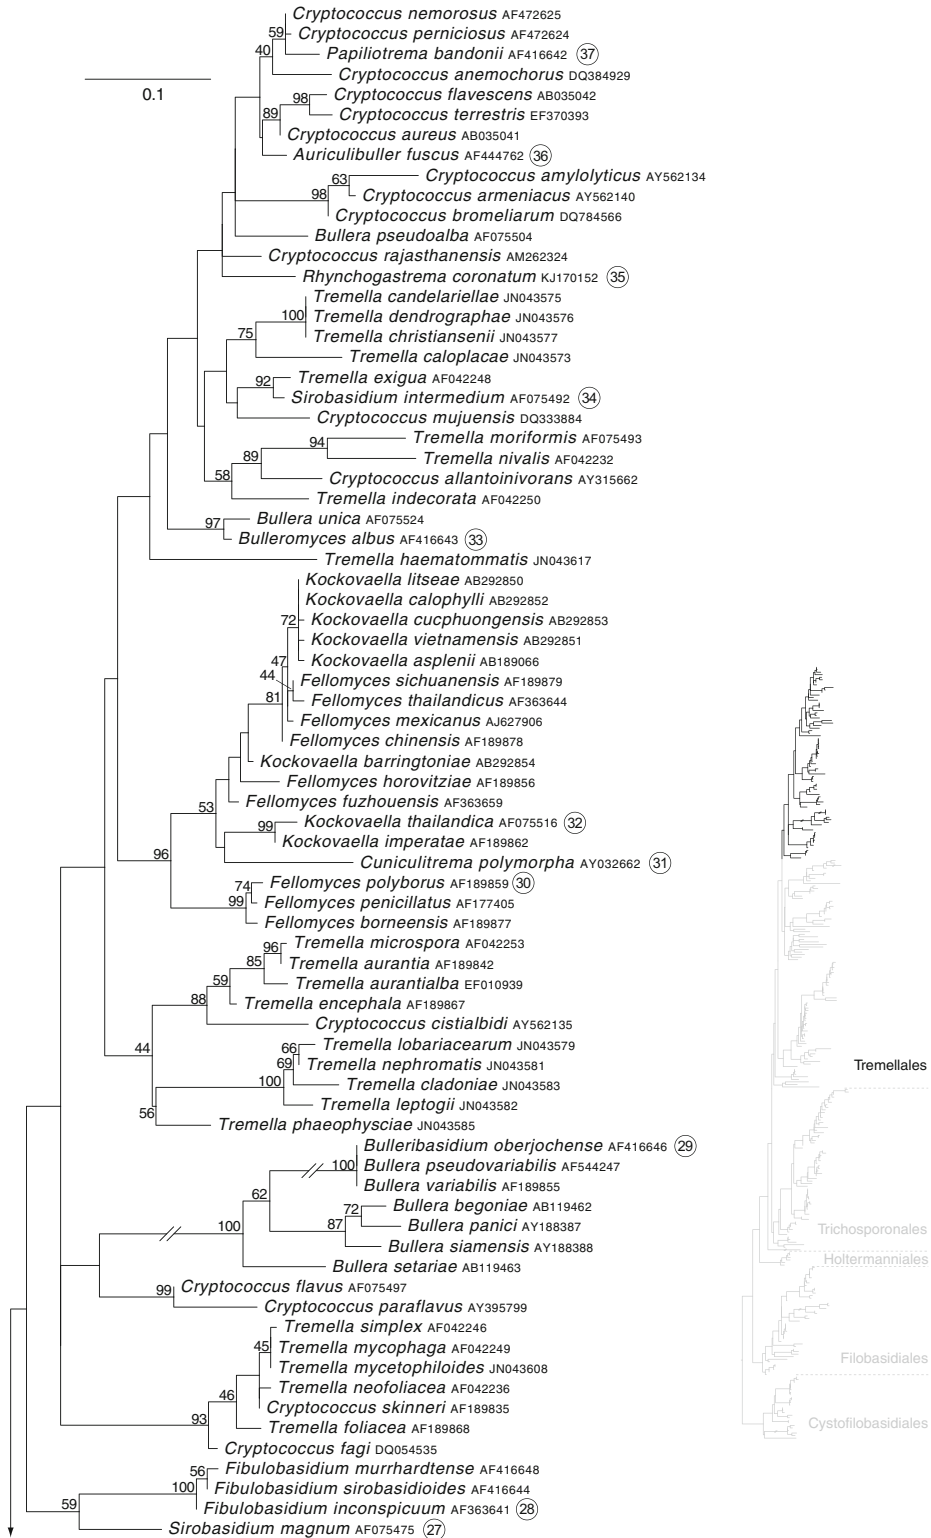 Cryptococcus nemorosus AF472625
59 Cryptococcus perniciosus AF472624
40 Papiliotrema bandonii AF416642 37
Cryptococcus anemochorus DQ384929
0.1
98 Cryptococcus flavescens AB035042
89 Cryptococcus terrestris EF370393
Cryptococcus aureus AB035041
Auriculibuller fuscus AF444762 36
63 Cryptococcus amylolyticus AY562134
98 Cryptococcus armeniacus AY562140
Cryptococcus bromeliarum DQ784566
Bullera pseudoalba AF075504
Cryptococcus rajasthanensis AM262324
Rhynchogastrema coronatum KJ170152 35
Tremella candelariellae JN043575
100 Tremella dendrographae JN043576
75 Tremella christiansenii JN043577
Tremella caloplacae JN043573
92 Tremella exigua AF042248
Sirobasidium intermedium AF075492 34
Cryptococcus mujuensis DQ333884
94 Tremella moriformis AF075493
89 Tremella nivalis AF042232
58 Cryptococcus allantoinivorans AY315662
Tremella indecorata AF042250
97 Bullera unica AF075524
Bulleromyces albus AF416643 33
Tremella haematommatis JN043617
Kockovaella litseae AB292850
Kockovaella calophylli AB292852
72 Kockovaella cucphuongensis AB292853
Kockovaella vietnamensis AB292851
47 Kockovaella asplenii AB189066
44 Fellomyces sichuanensis AF189879
81 Fellomyces thailandicus AF363644
Fellomyces mexicanus AJ627906
Fellomyces chinensis AF189878
Kockovaella barringtoniae AB292854
Fellomyces horovitziae AF189856
53 Fellomyces fuzhouensis AF363659
99 Kockovaella thailandica AF075516 32
Kockovaella imperatae AF189862
96 Cuniculitrema polymorpha AY032662 31
74 Fellomyces polyborus AF189859 30
99 Fellomyces penicillatus AF177405
Fellomyces borneensis AF189877
96 Tremella microspora AF042253
85 Tremella aurantia AF189842
59 Tremella aurantialba EF010939
88 Tremella encephala AF189867
Cryptococcus cistialbidi AY562135
44 66 Tremella lobariacearum JN043579
69 Tremella nephromatis JN043581
100 Tremella cladoniae JN043583
Tremella leptogii JN043582
56 Tremella phaeophysciae JN043585
Bulleribasidium oberjochense AF416646 29
100 Bullera pseudovariabilis AF544247
62 Bullera variabilis AF189855
72 Bullera begoniae AB119462
100 87 Bullera panici AY188387
Bullera siamensis AY188388
Bullera setariae AB119463
99 Cryptococcus flavus AF075497
Cryptococcus paraflavus AY395799
Tremella simplex AF042246
45 Tremella mycophaga AF042249
Tremella mycetophiloides JN043608
46 Tremella neofoliacea AF042236
Cryptococcus skinneri AF189835
93 Tremella foliacea AF189868
Cryptococcus fagi DQ054535
56 Fibulobasidium murrhardtense AF416648
100 Fibulobasidium sirobasidioides AF416644
59 Fibulobasidium inconspicuum AF363641 28
Sirobasidium magnum AF075475 27
Tremellales
Trichosporonales
Holtermanniales
Filobasidiales
Cystofilobasidiales